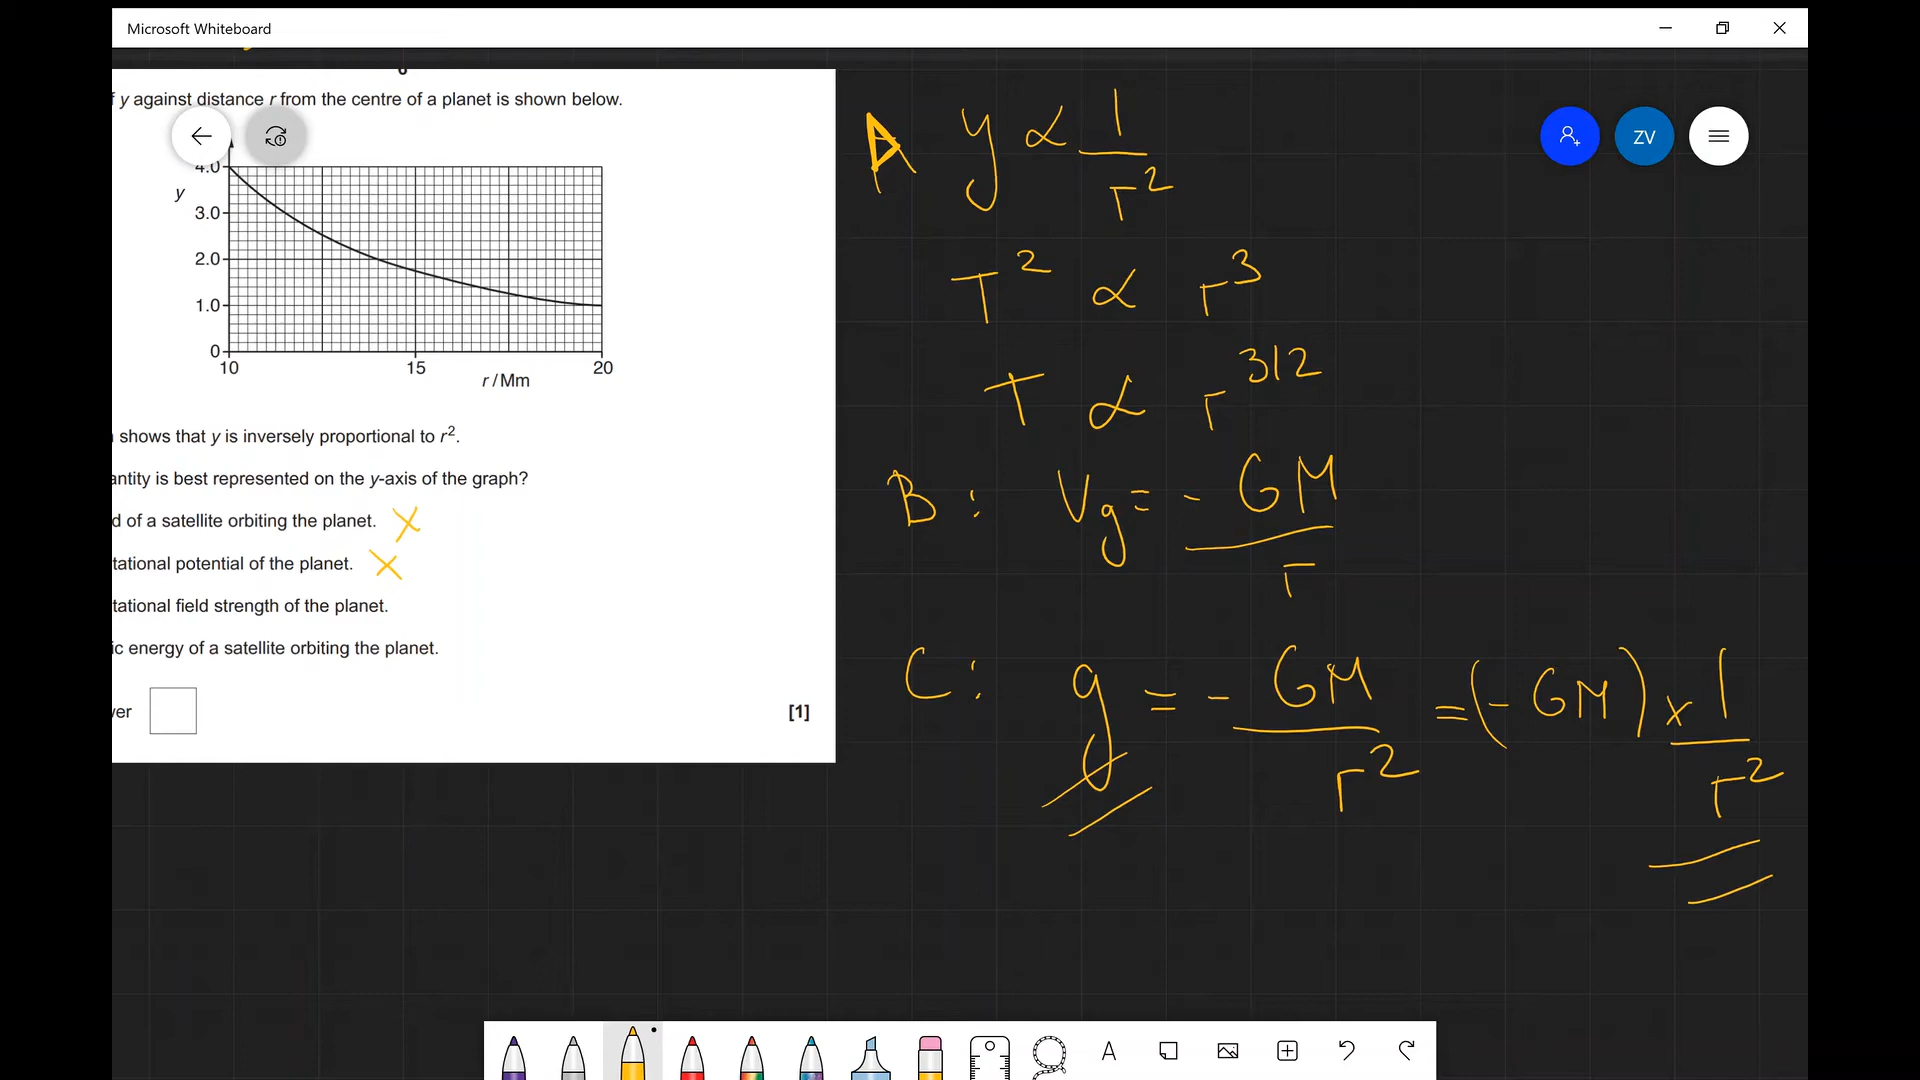 Microsoft Whiteboard
y against distance r from the centre of a planet is shown below.
4.0
y
3.0
2.0
1.0
0
10
15
20
r / Mm
shows that y is inversely proportional to r².
antity is best represented on the y-axis of the graph?
d of a satellite orbiting the planet. X
tational potential of the planet. X
tational field strength of the planet.
ic energy of a satellite orbiting the planet.
wer
[1]
A y ∝ 1/r²
T² ∝ r³
T ∝ r^3/2
B : Vg = - GM/r
C : g = - GM/r² = (- GM) x 1/r²
ZV
A